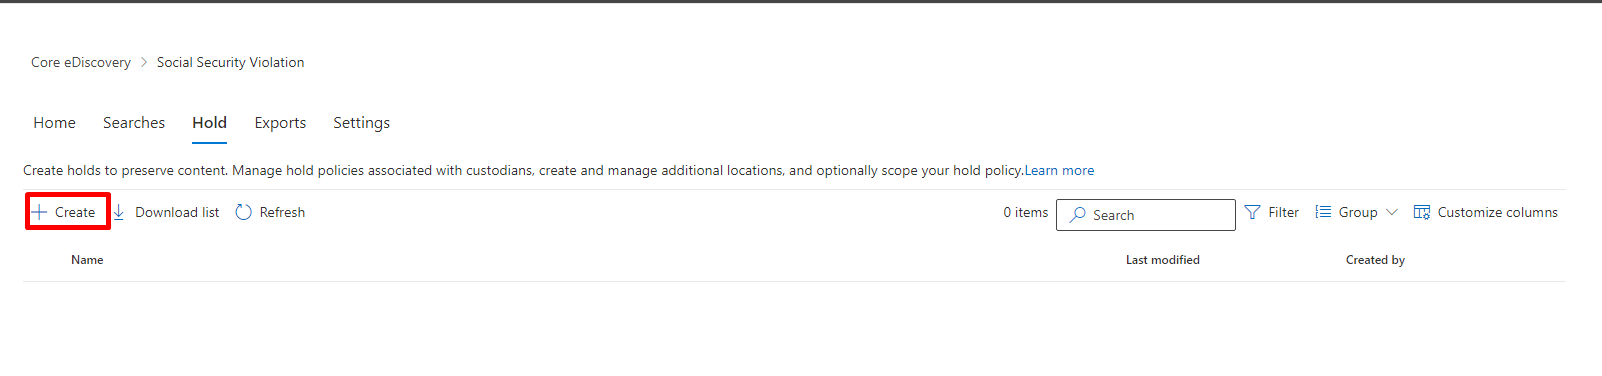 Core eDiscovery > Social Security Violation
Home Searches Hold Exports Settings
Create holds to preserve content. Manage hold policies associated with custodians, create and manage additional locations, and optionally scope your hold policy.Learn more
Create Download list Refresh 0 items Search Filter Group Customize columns
Name Last modified Created by